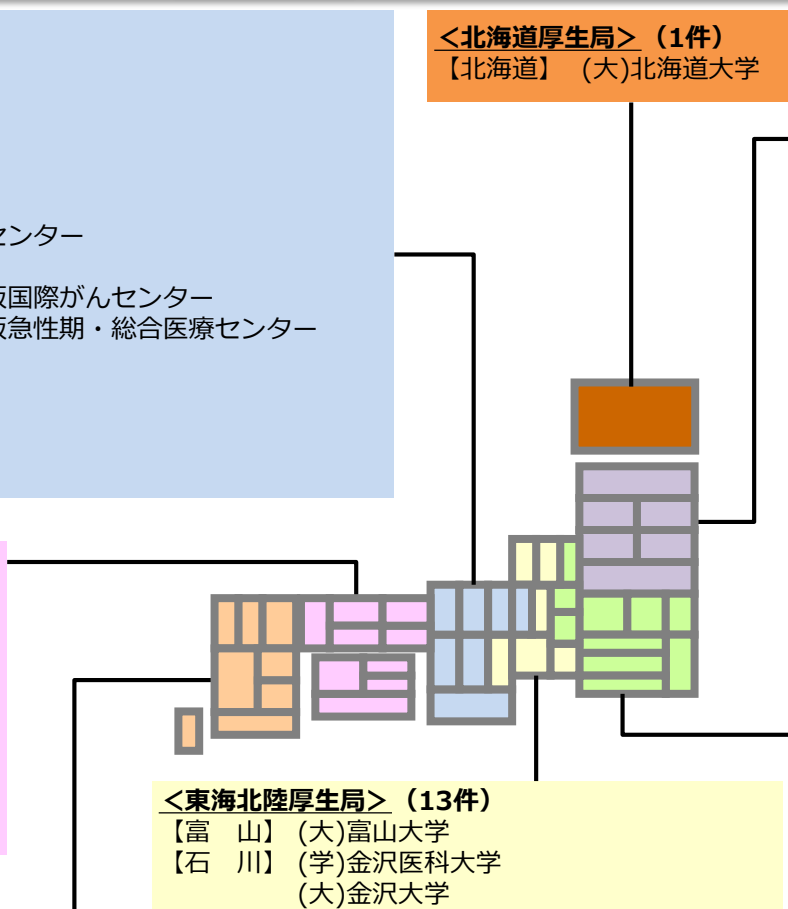 ＜北海道厚生局＞（1件）
【北海道】 (大)北海道大学
センター
国際がんセンター
急性期・総合医療センター
＜東海北陸厚生局＞（13件）
【富　山】 (大)富山大学
【石　川】 (学)金沢医科大学
(大)金沢大学